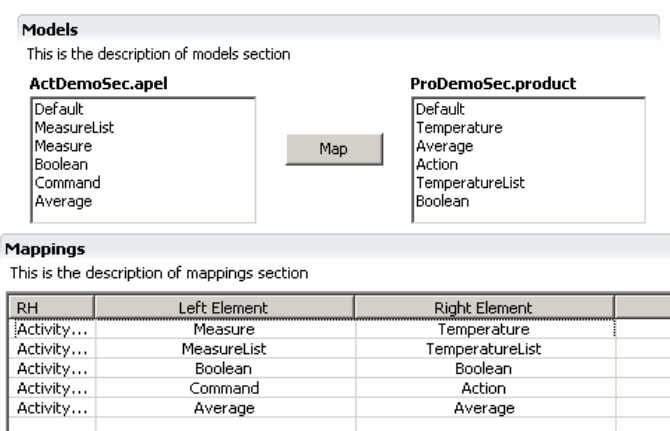 Models
This is the description of models section
ActDemoSec.apel ProDemoSec.product
Default Default
MeasureList Temperature
Measure Map Average
Boolean Action
Command TemperatureList
Average Boolean
Mappings
This is the description of mappings section
RH Left Element Right Element
Activity... Measure Temperature
Activity... MeasureList TemperatureList
Activity... Boolean Boolean
Activity... Command Action
Activity... Average Average